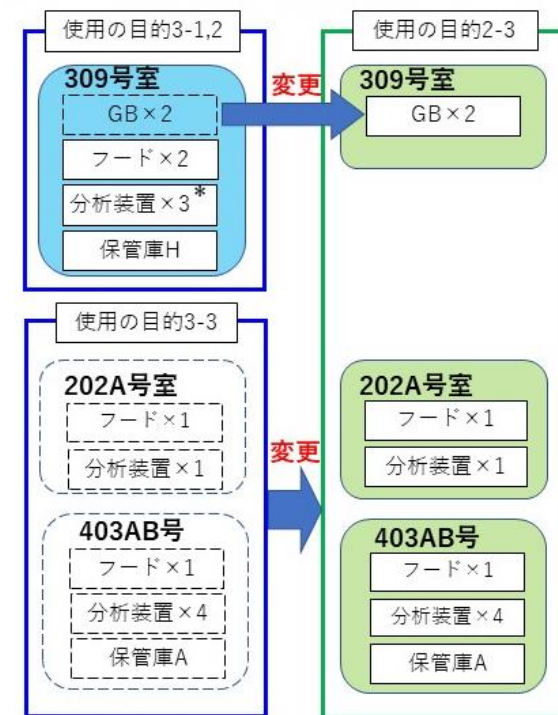 使用の目的3-1,2
309号室
GB×2
フード×2
分析装置×3*
保管庫H
変更
使用の目的2-3
309号室
GB×2
使用の目的3-3
202A号室
フード×1
分析装置×1
403AB号
フード×1
分析装置×4
保管庫A
変更
202A号室
フード×1
分析装置×1
403AB号
フード×1
分析装置×4
保管庫A